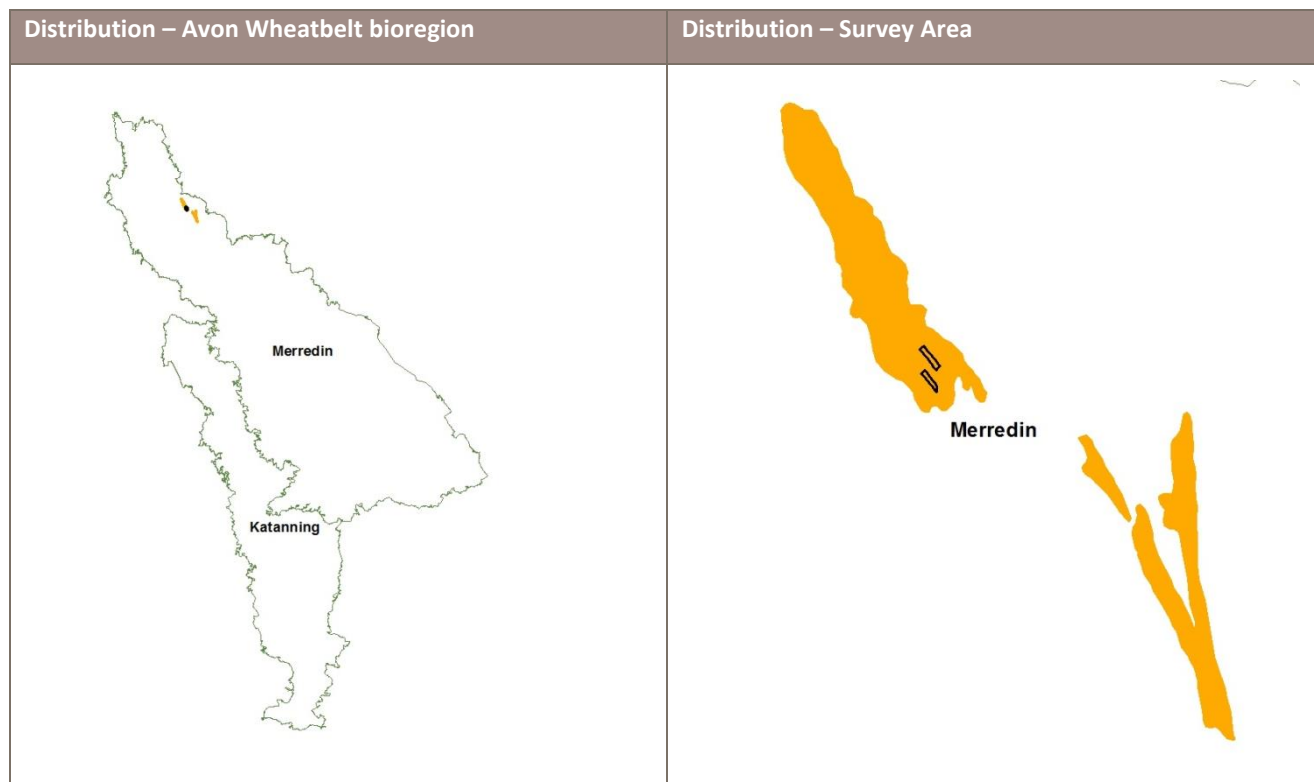 Distribution – Avon Wheatbelt bioregion
Distribution – Survey Area
Merredin
Katanning
Merredin